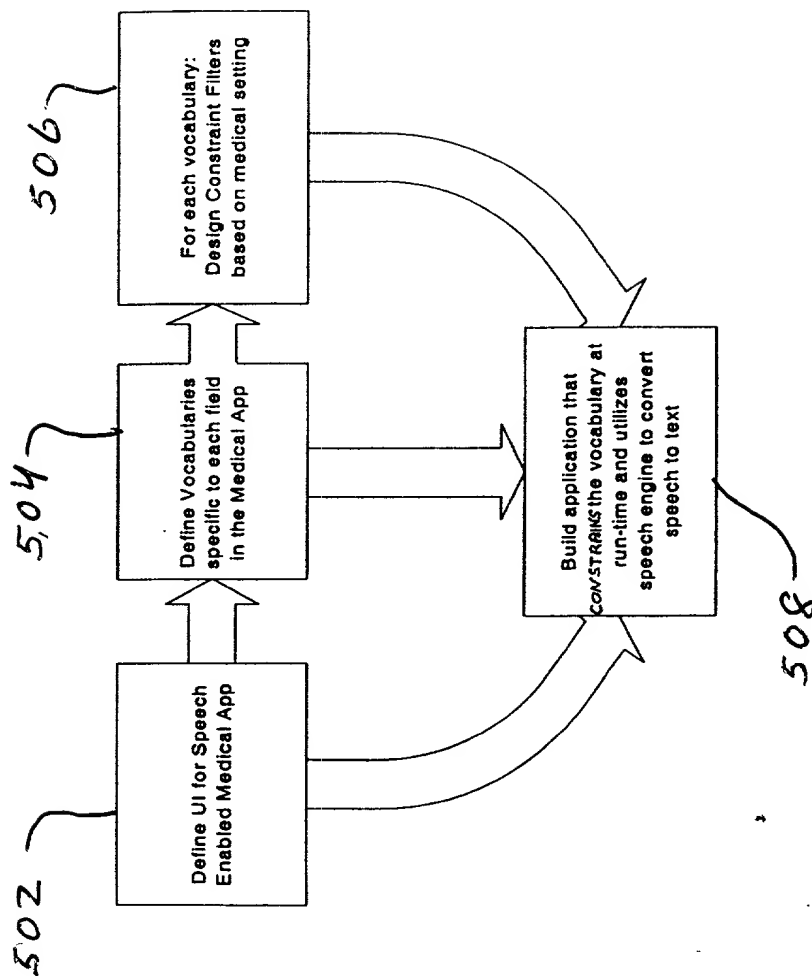 502
Define UI for Speech
Enabled Medical App
504
Define Vocabularies
specific to each field
in the Medical App
506
For each vocabulary:
Design Constraint Filters
based on medical setting
Build application that
CONSTRAINS the vocabulary at
run-time and utilizes
speech engine to convert
speech to text
508